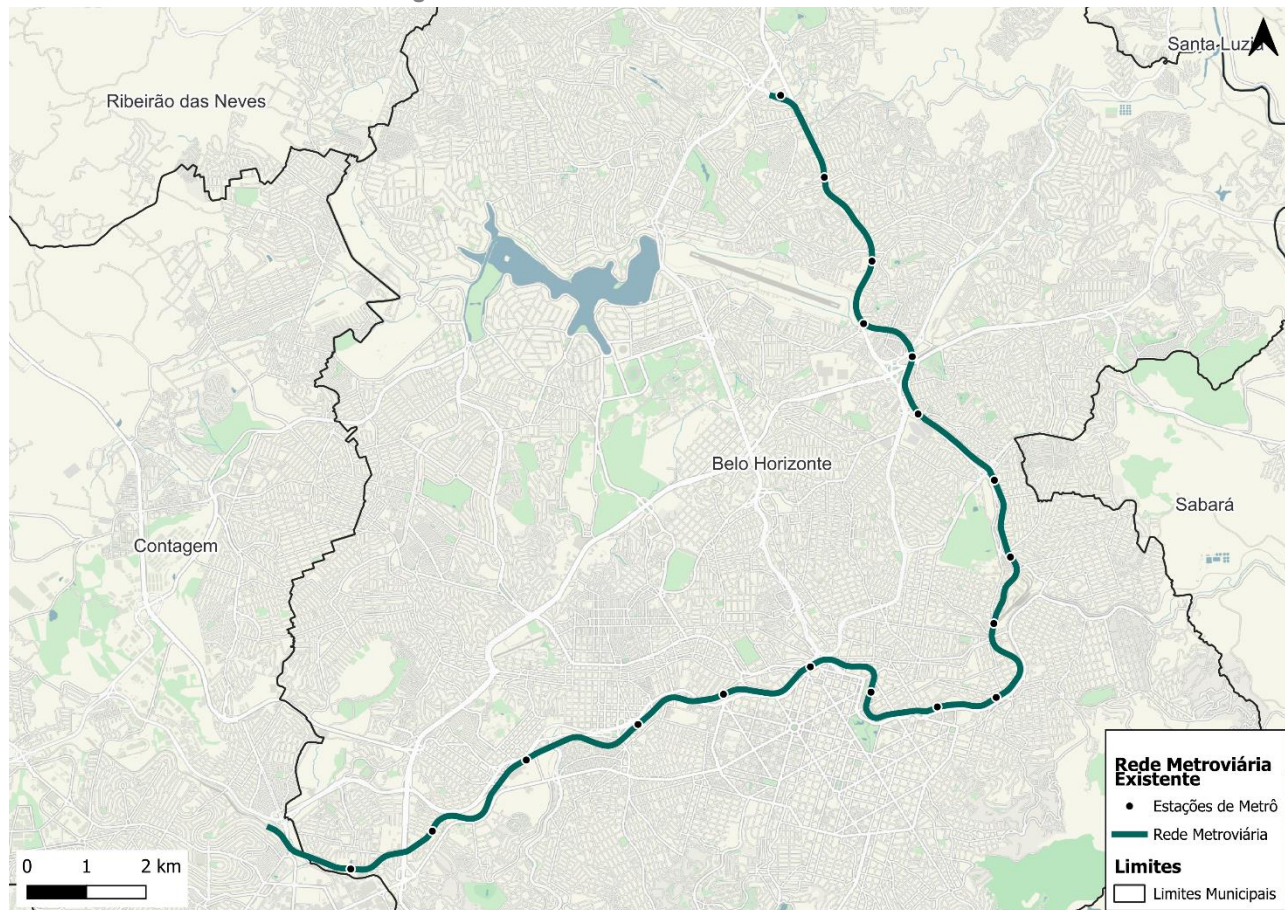 Santa Luzia
Ribeirão das Neves
Belo Horizonte
Sabará
Contagem
Rede Metroviária
Existente
Estações de Metrô
Rede Metroviária
Limites
Limites Municipais
0 1 2 km